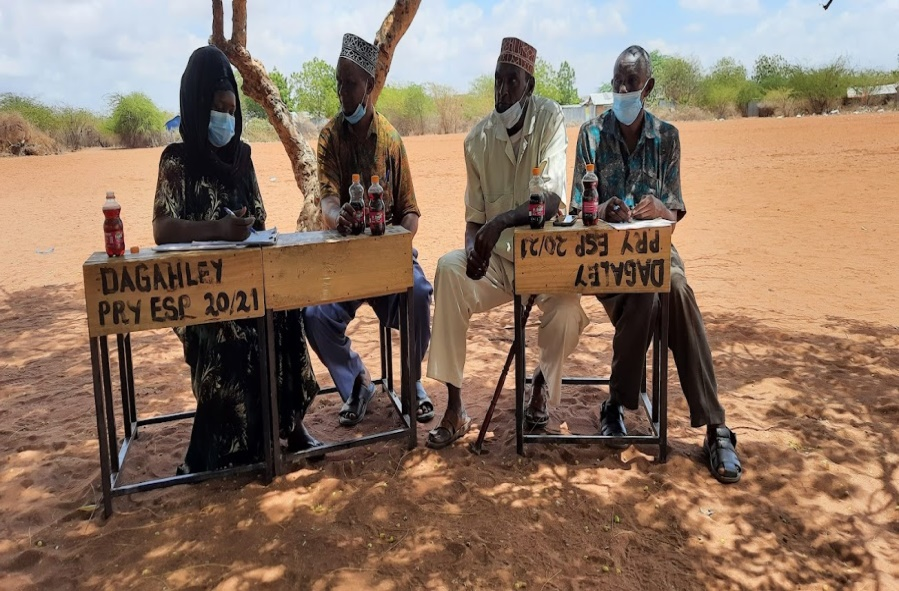 DAGAHLEY
PRY ESP 20/21
DAGALEY
PRY ESP 20/21